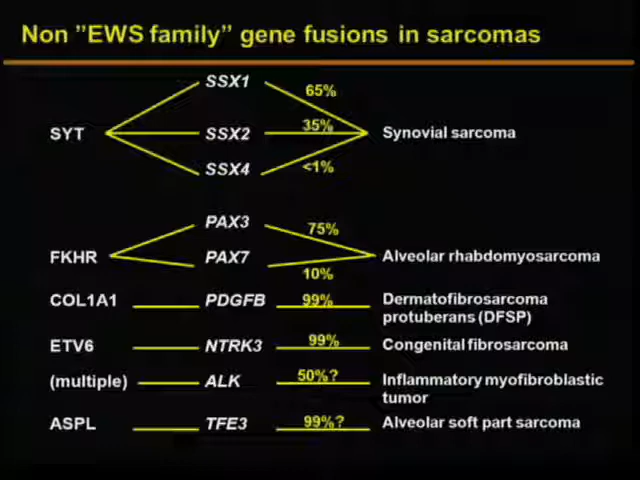 Non ”EWS family” gene fusions in sarcomas
SSX1
65%
SYT SSX2 35% Synovial sarcoma
SSX4 <1%
PAX3 75%
FKHR PAX7 Alveolar rhabdomyosarcoma
10%
COL1A1 PDGFB 99% Dermatofibrosarcoma
protuberans (DFSP)
ETV6 NTRK3 99% Congenital fibrosarcoma
(multiple) ALK 50%? Inflammatory myofibroblastic
tumor
ASPL TFE3 99%? Alveolar soft part sarcoma